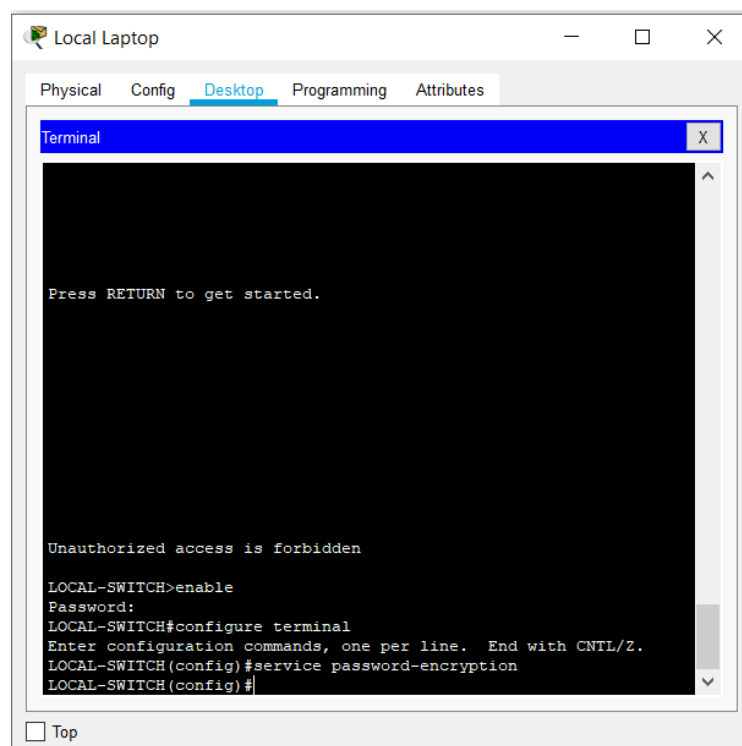 Local Laptop
Physical Config Desktop Programming Attributes
Terminal X
Press RETURN to get started.
Unauthorized access is forbidden
LOCAL-SWITCH>enable
Password:
LOCAL-SWITCH#configure terminal
Enter configuration commands, one per line.  End with CNTL/Z.
LOCAL-SWITCH(config)#service password-encryption
LOCAL-SWITCH(config)#
Top